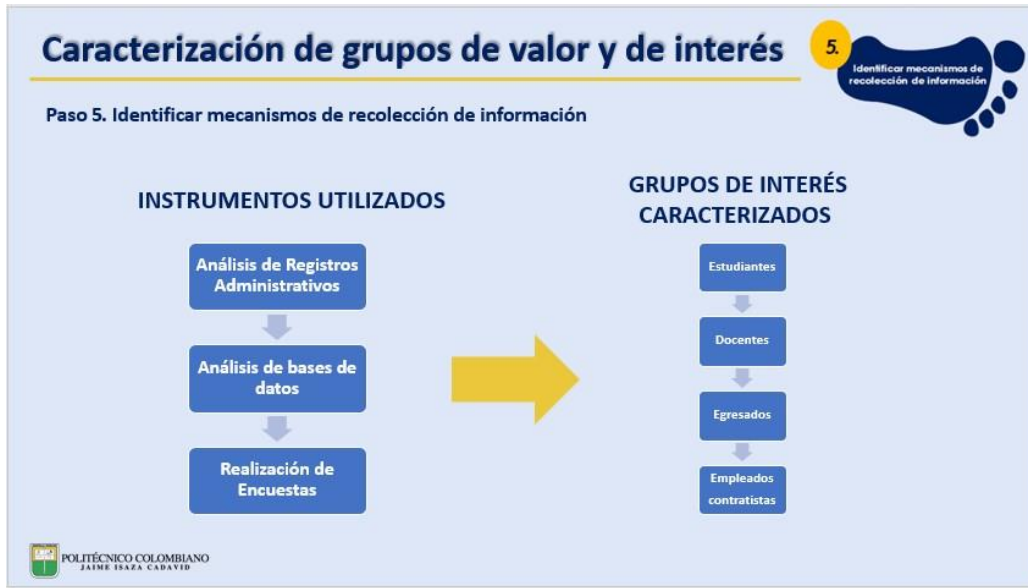 Caracterización de grupos de valor y de interés
5.
Identificar mecanismos de
recolección de información
Paso 5. Identificar mecanismos de recolección de información
INSTRUMENTOS UTILIZADOS
Análisis de Registros
Administrativos
Análisis de bases de
datos
Realización de
Encuestas
GRUPOS DE INTERÉS
CARACTERIZADOS
Estudiantes
Docentes
Egresados
Empleados
contratistas
POLITÉCNICO COLOMBIANO
JAIME ISAZA CADAVID